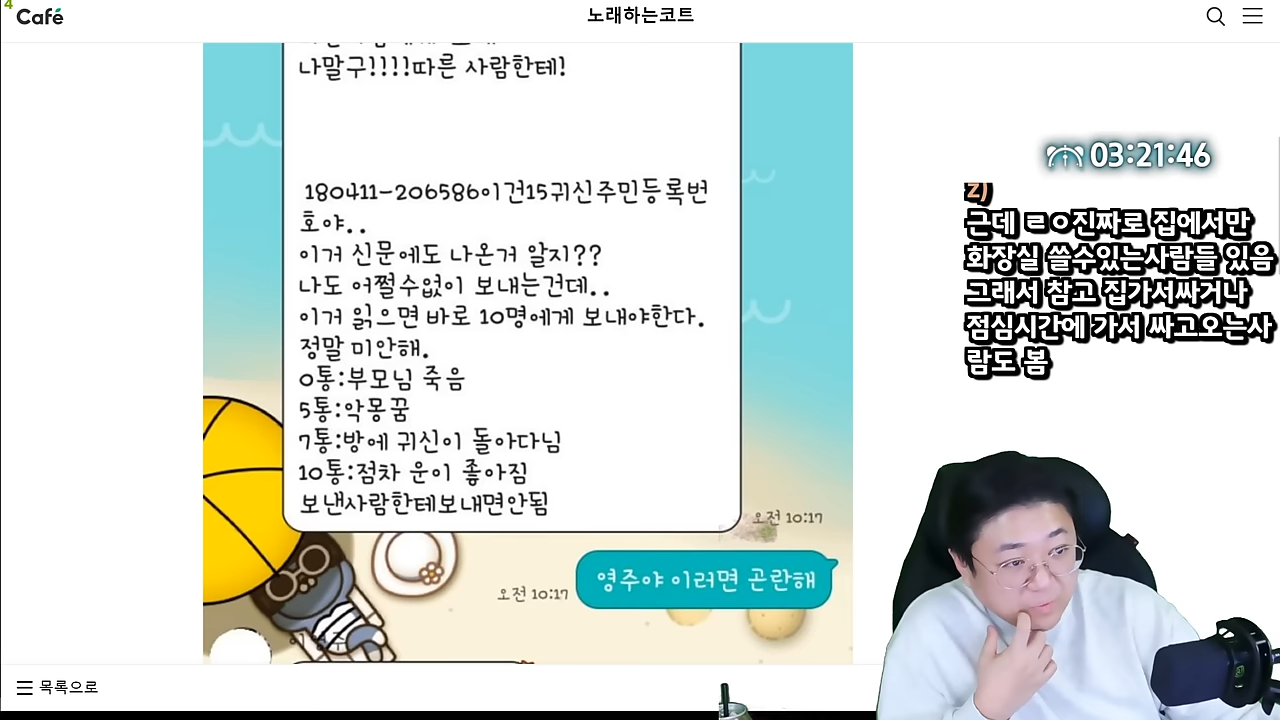 4
Café
노래하는코트
나말구!!!!따른 사람한테!
180411-206586이건15귀신주민등록번
호야..
이거 신문에도 나온거 알지??
나도 어쩔수없이 보내는건데..
이거 읽으면 바로 10명에게 보내야한다.
정말 미안해.
0통:부모님 죽음
5통:악몽꿈
7통:방에 귀신이 돌아다님
10통:점차 운이 좋아짐
보낸사람한테보내면안됨
오전 10:17
영주야 이러면 곤란해
오전 10:17
목록으로
03:21:46
z)
근데 ㄹㅇ진짜로 집에서만
화장실 쓸수있는사람들 있음
그래서 참고 집가서싸거나
점심시간에 가서 싸고오는사
람도 봄